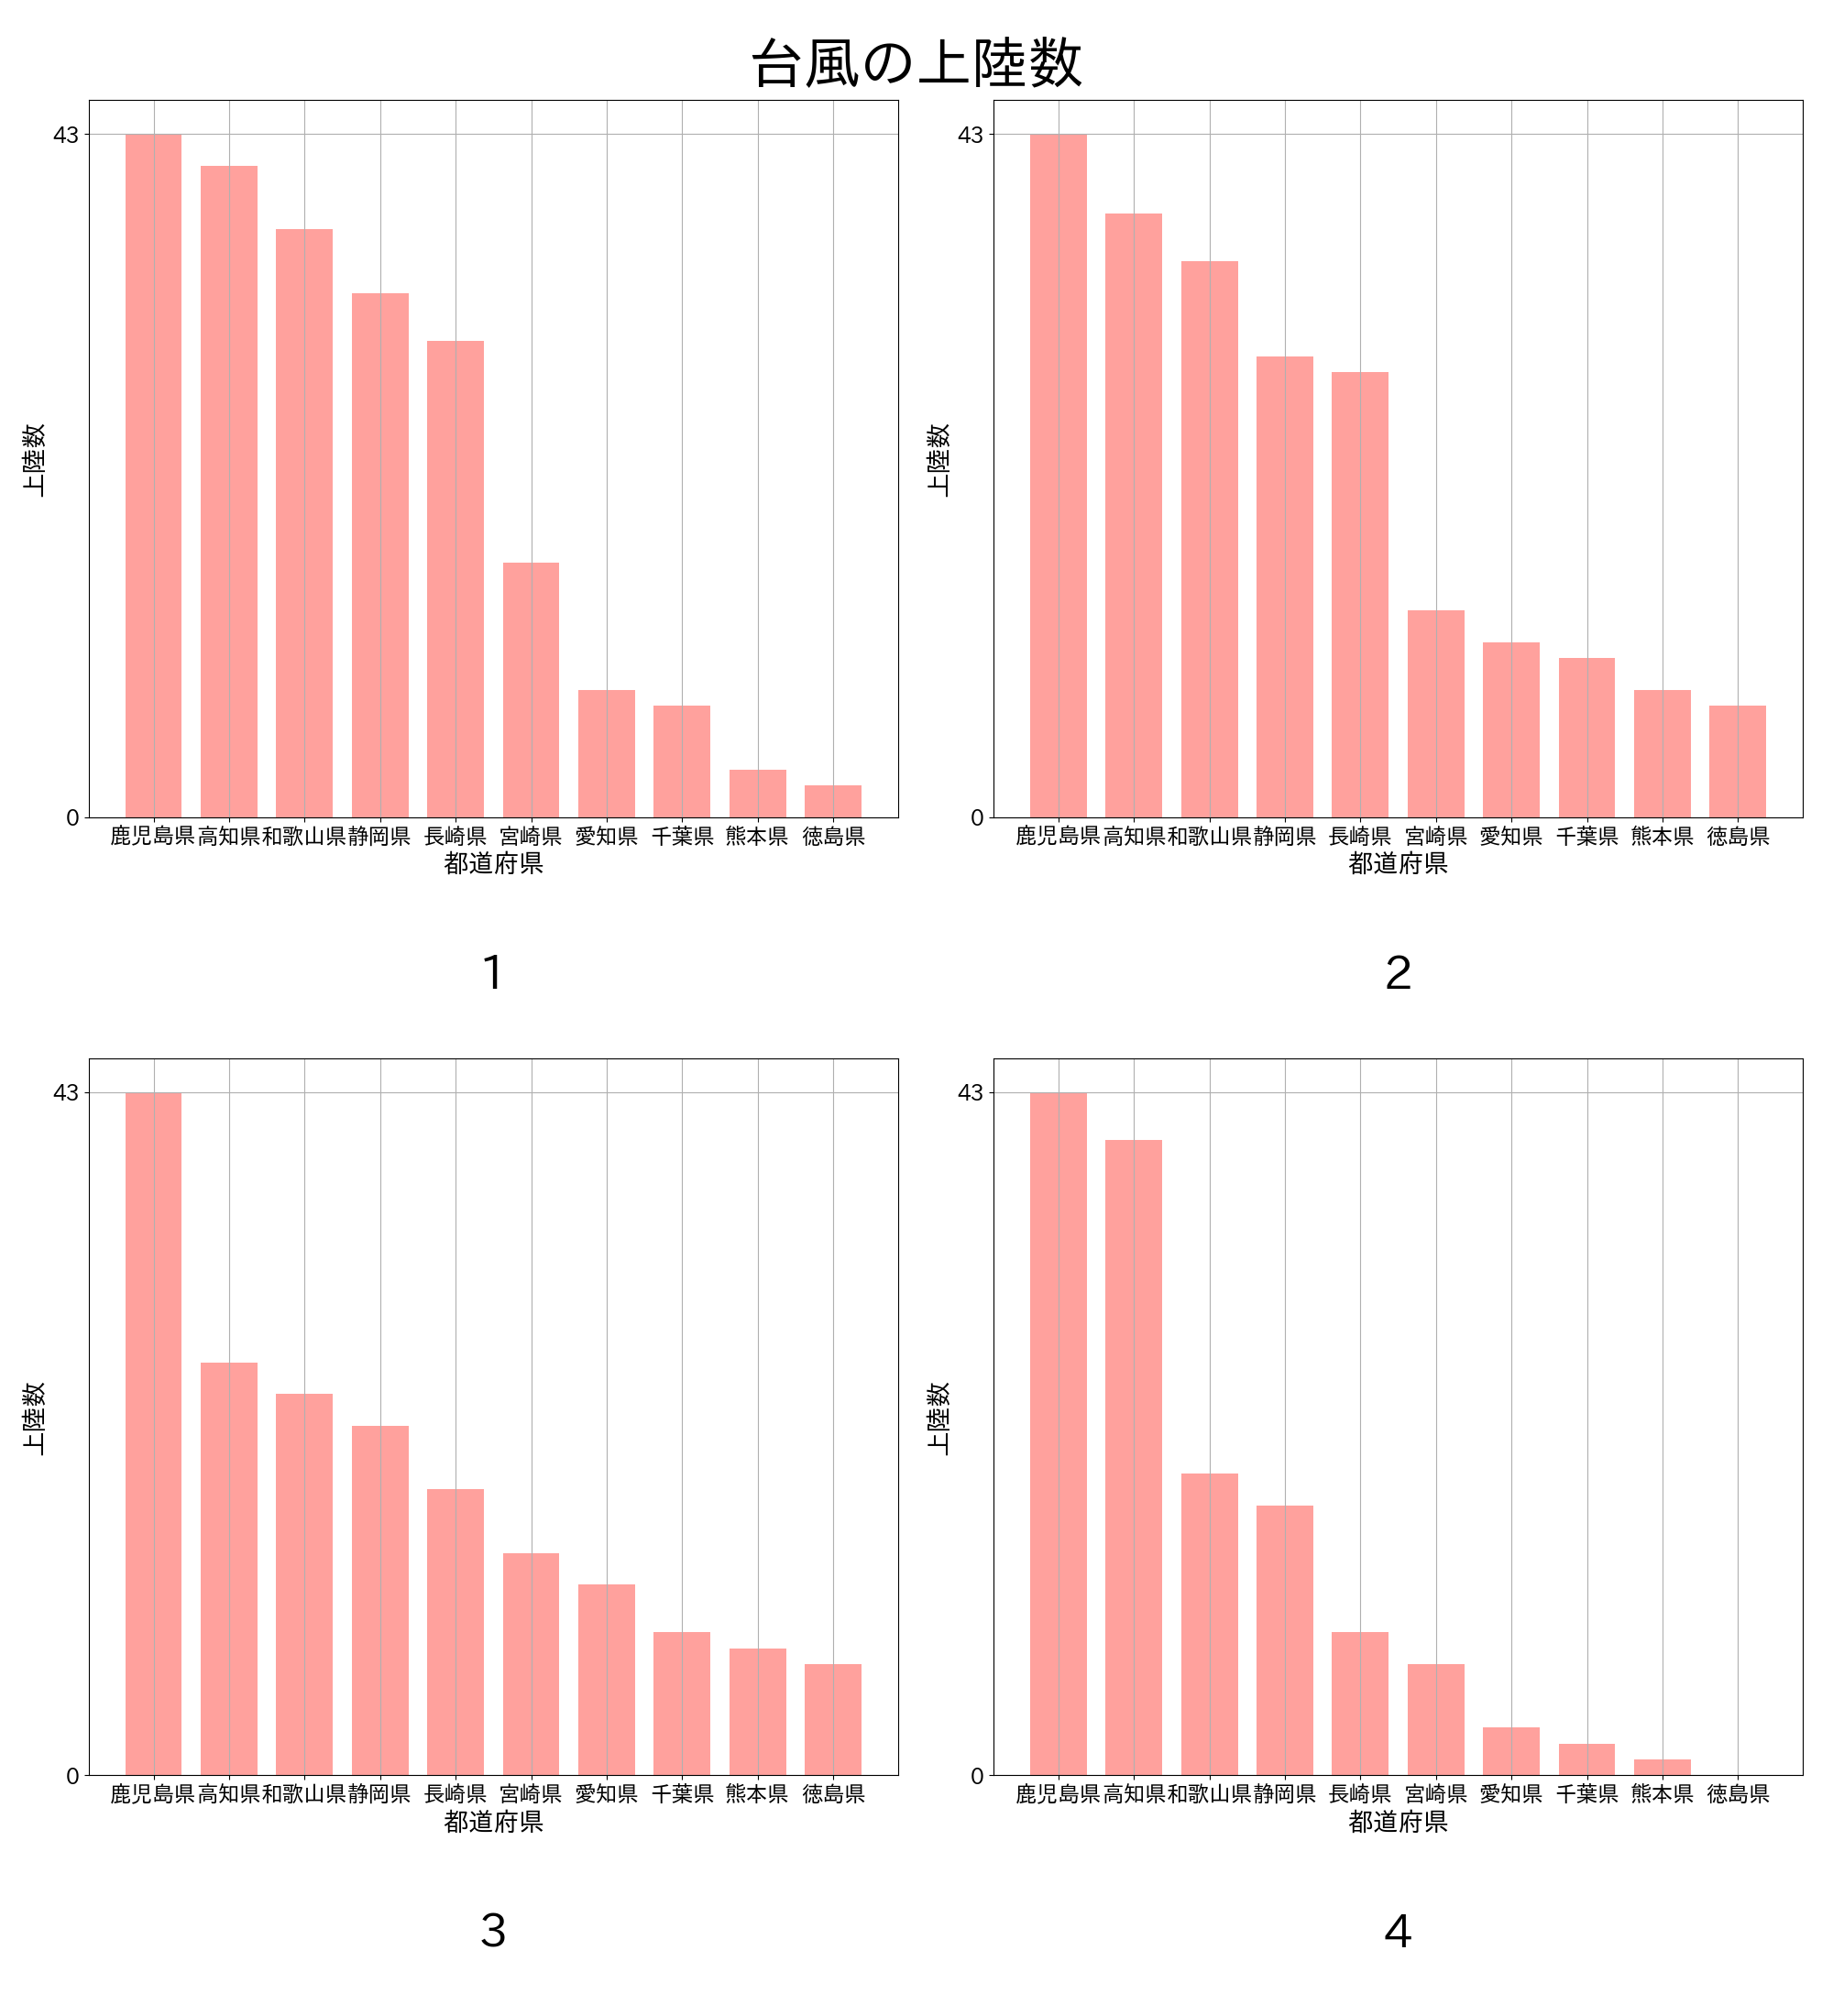 台風の上陸数
43
上陸数
0
鹿児島県 高知県 和歌山県 静岡県 長崎県 宮崎県 愛知県 千葉県 熊本県 徳島県
都道府県
1
43
上陸数
0
鹿児島県 高知県 和歌山県 静岡県 長崎県 宮崎県 愛知県 千葉県 熊本県 徳島県
都道府県
2
43
上陸数
0
鹿児島県 高知県 和歌山県 静岡県 長崎県 宮崎県 愛知県 千葉県 熊本県 徳島県
都道府県
3
43
上陸数
0
鹿児島県 高知県 和歌山県 静岡県 長崎県 宮崎県 愛知県 千葉県 熊本県 徳島県
都道府県
4